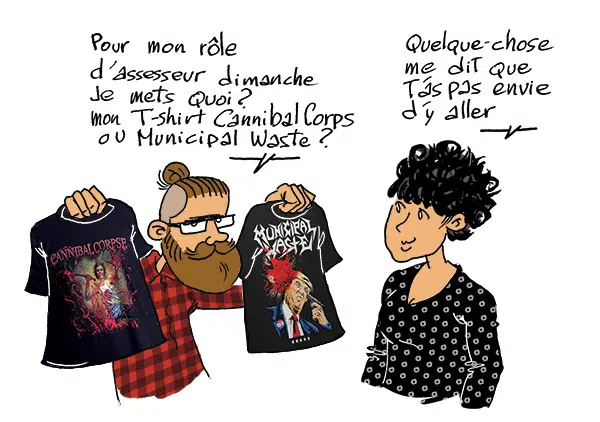 Pour mon rôle
d'assesseur dimanche
Je mets Quoi?
mon T-shirt Cannibal Corps
ou Municipal Waste?
Quelque-chose
me dit que
T'as pas envie
d'y aller
CANNIBAL CORPSE
MUNICIPAL
WASTE